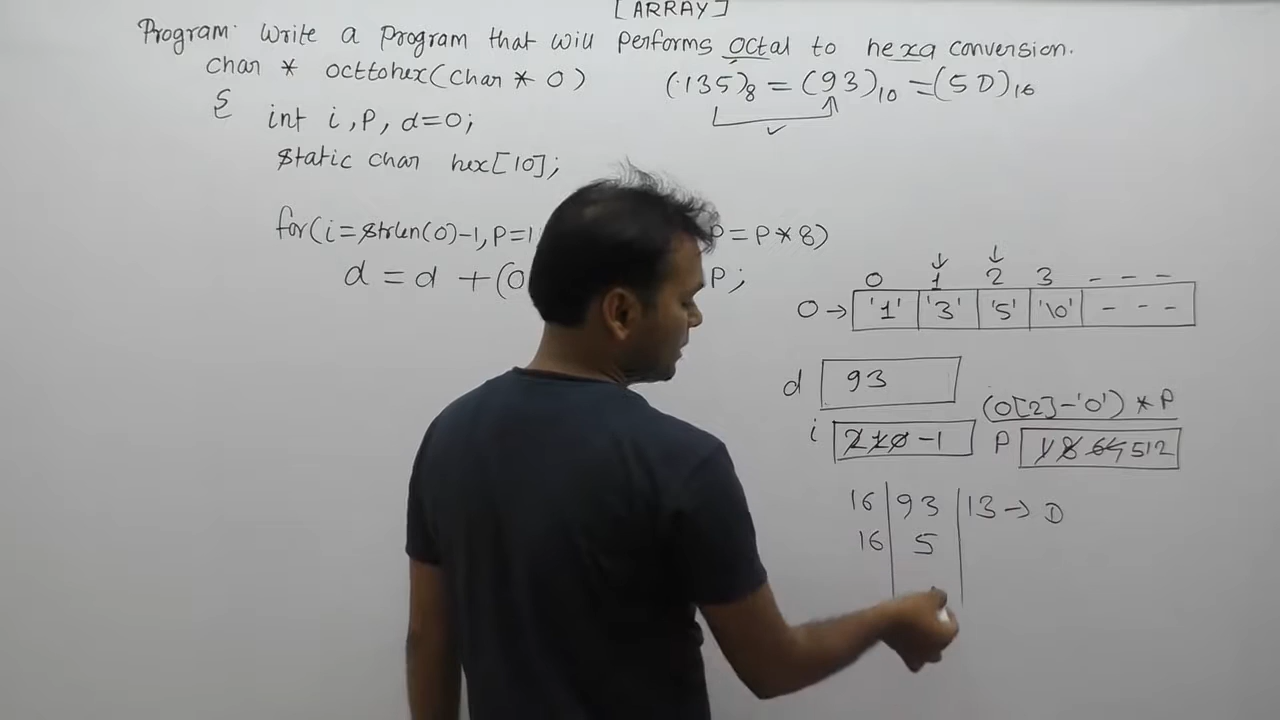 [ARRAY]
Program: Write a program that will performs octal to hexa conversion.
char * octtohex(char * O)
(135)8 = (93)10 = (5D)16
{
int i, P, d=0;
static char hex[10];
for(i=strlen(O)-1, P=1 P=P*8)
d = d + (O P;
0 1 2 3 - - -
O→ '1' '3' '5' '\0' - - -
d 93
(O[2]-'0') * P
i 2 1 0 -1 P 1 8 64 512
16 93 13 → D
16 5